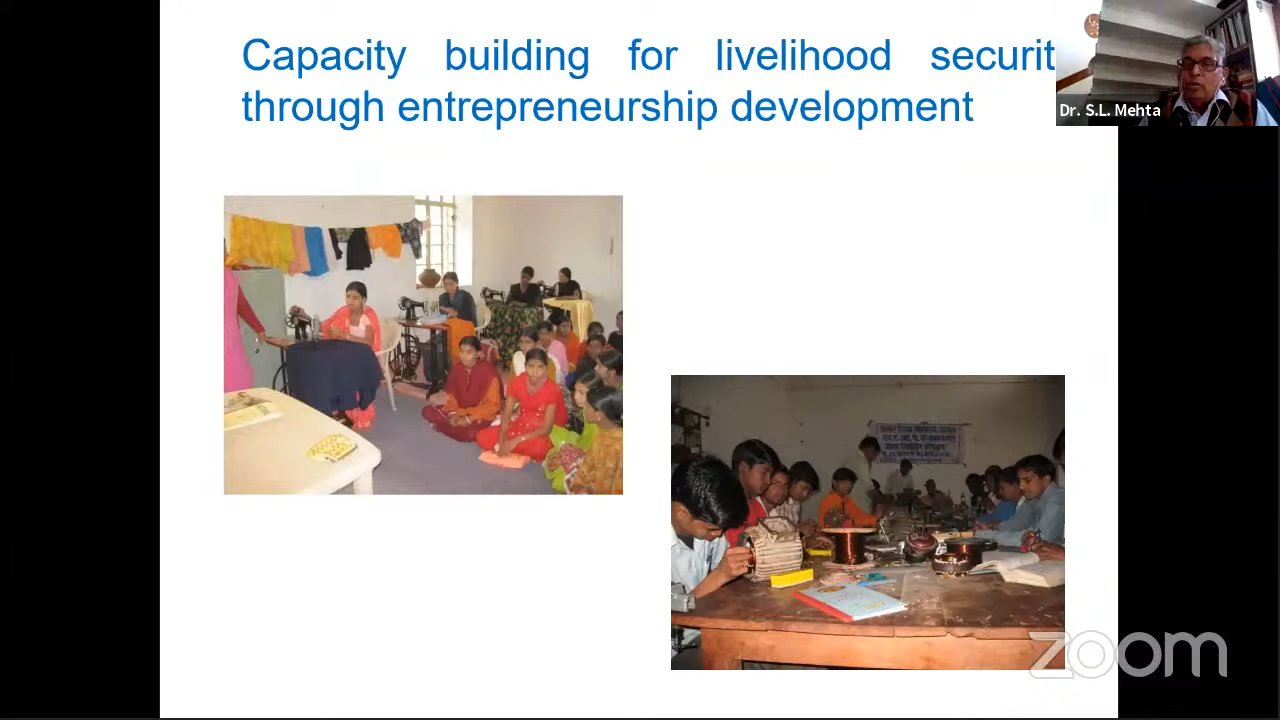 Capacity building for livelihood securit
through entrepreneurship development
Dr. S.L. Mehta
zoom